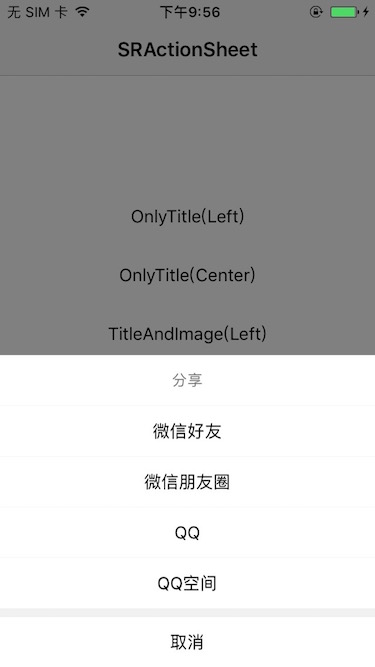 无 SIM 卡 下午9:56
SRActionSheet
OnlyTitle(Left)
OnlyTitle(Center)
TitleAndImage(Left)
分享
微信好友
微信朋友圈
QQ
QQ空间
取消